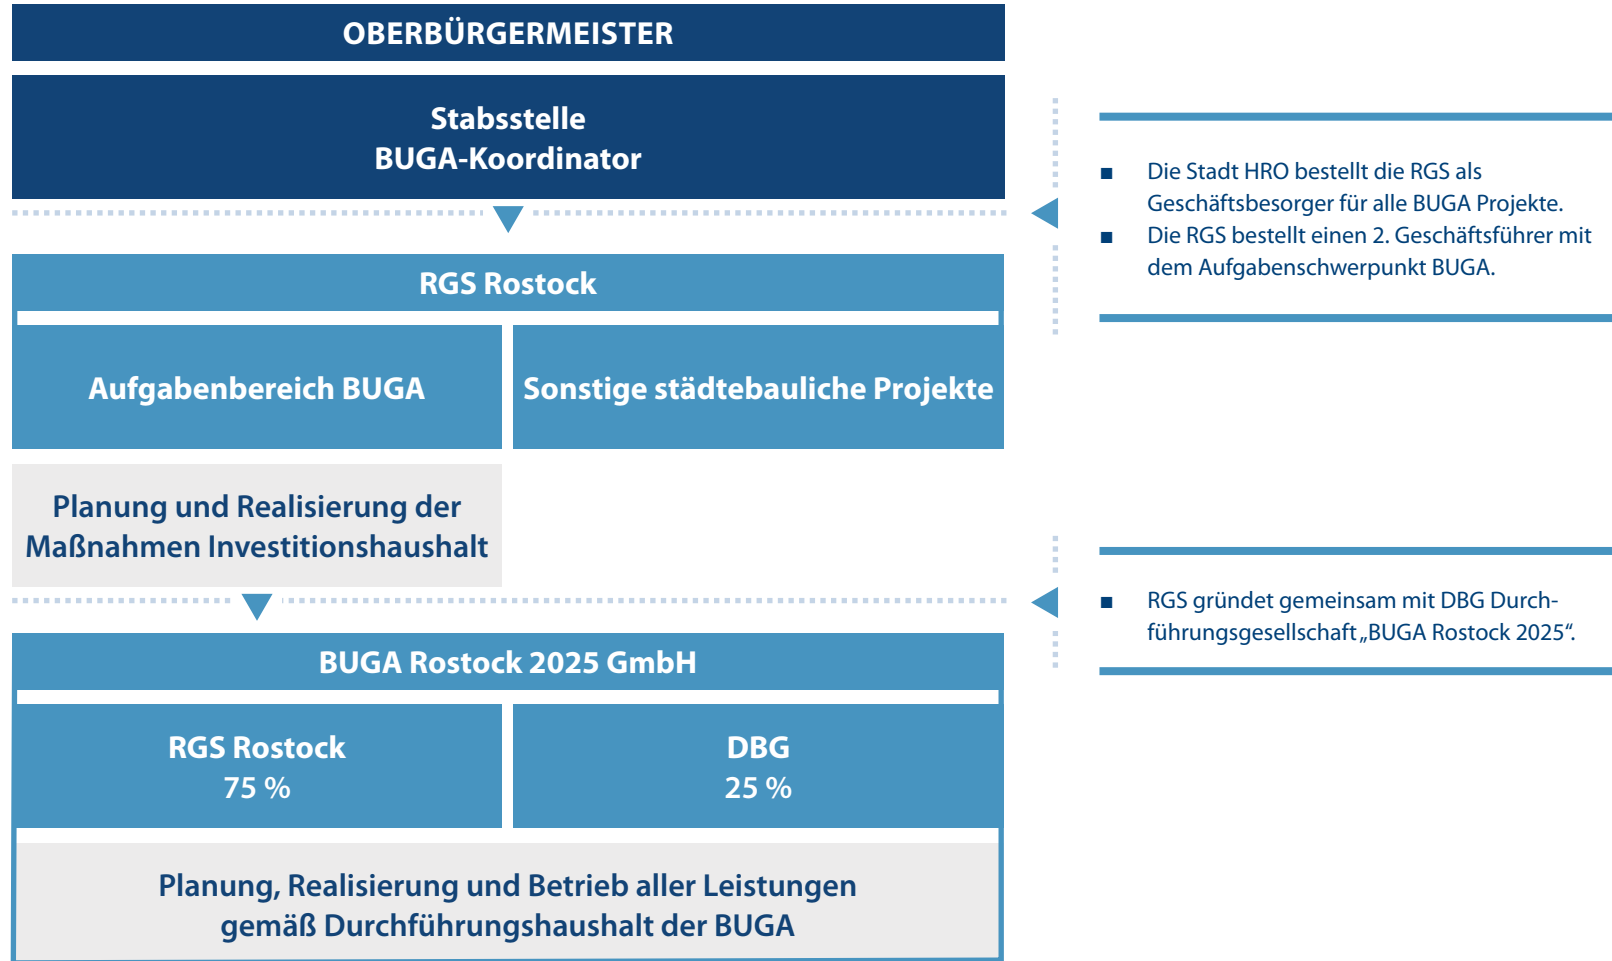 OBERBÜRGERMEISTER
Stabsstelle
BUGA-Koordinator
■ Die Stadt HRO bestellt die RGS als
Geschäftsbesorger für alle BUGA Projekte.
■ Die RGS bestellt einen 2. Geschäftsführer mit
dem Aufgabenschwerpunkt BUGA.
RGS Rostock
Aufgabenbereich BUGA
Sonstige städtebauliche Projekte
Planung und Realisierung der
Maßnahmen Investitionshaushalt
■ RGS gründet gemeinsam mit DBG Durch-
führungsgesellschaft „BUGA Rostock 2025“.
BUGA Rostock 2025 GmbH
RGS Rostock
75 %
DBG
25 %
Planung, Realisierung und Betrieb aller Leistungen
gemäß Durchführungshaushalt der BUGA